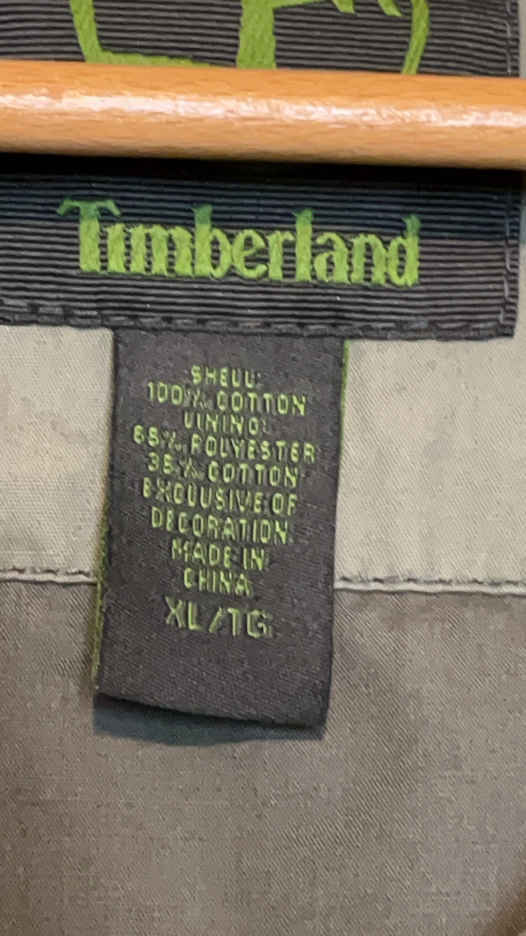 Timberland
SHELL:
100% COTTON
LINING:
65% POLYESTER
35% COTTON
EXCLUSIVE OF
DECORATION
MADE IN
CHINA
XL/TG